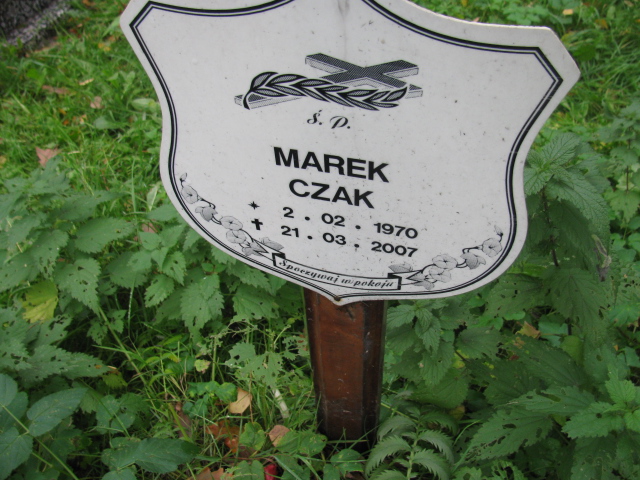 Ś. P.
MAREK
CZAK
2 • 02 • 1970
21 • 03 • 2007
Spoczywaj w pokoju